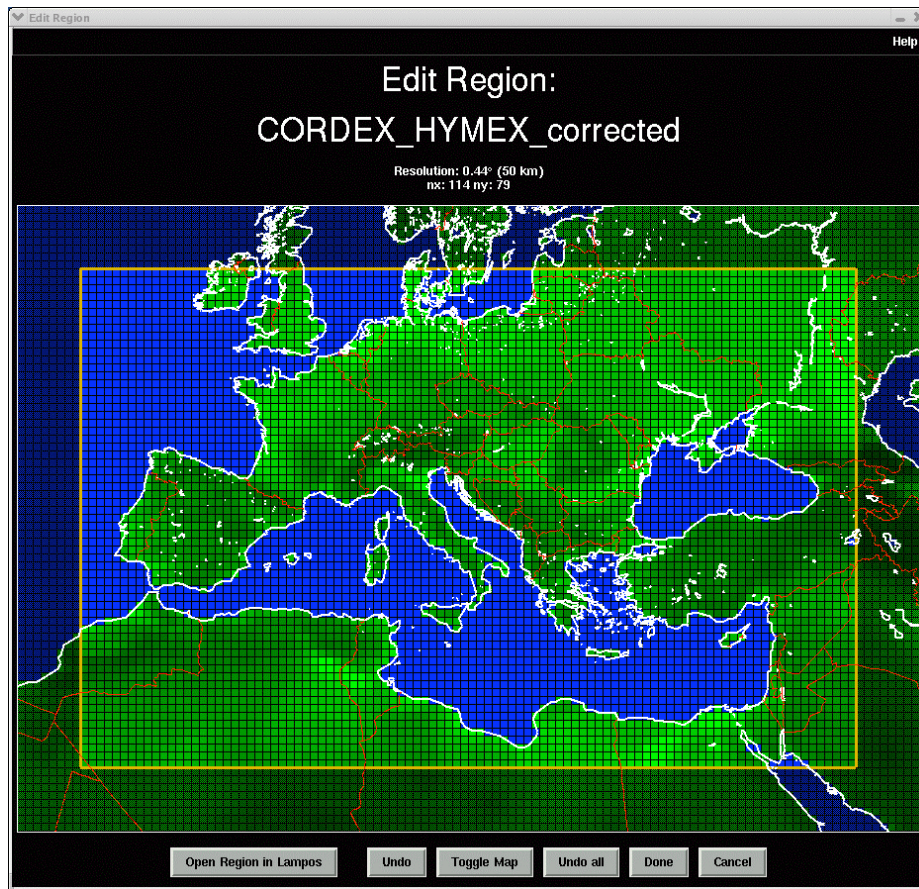 Edit Region
Help
Edit Region:
CORDEX_HYMEX_corrected
Resolution: 0.44° (50 km)
nx: 114 ny: 79
Open Region in Lampos
Undo
Toggle Map
Undo all
Done
Cancel